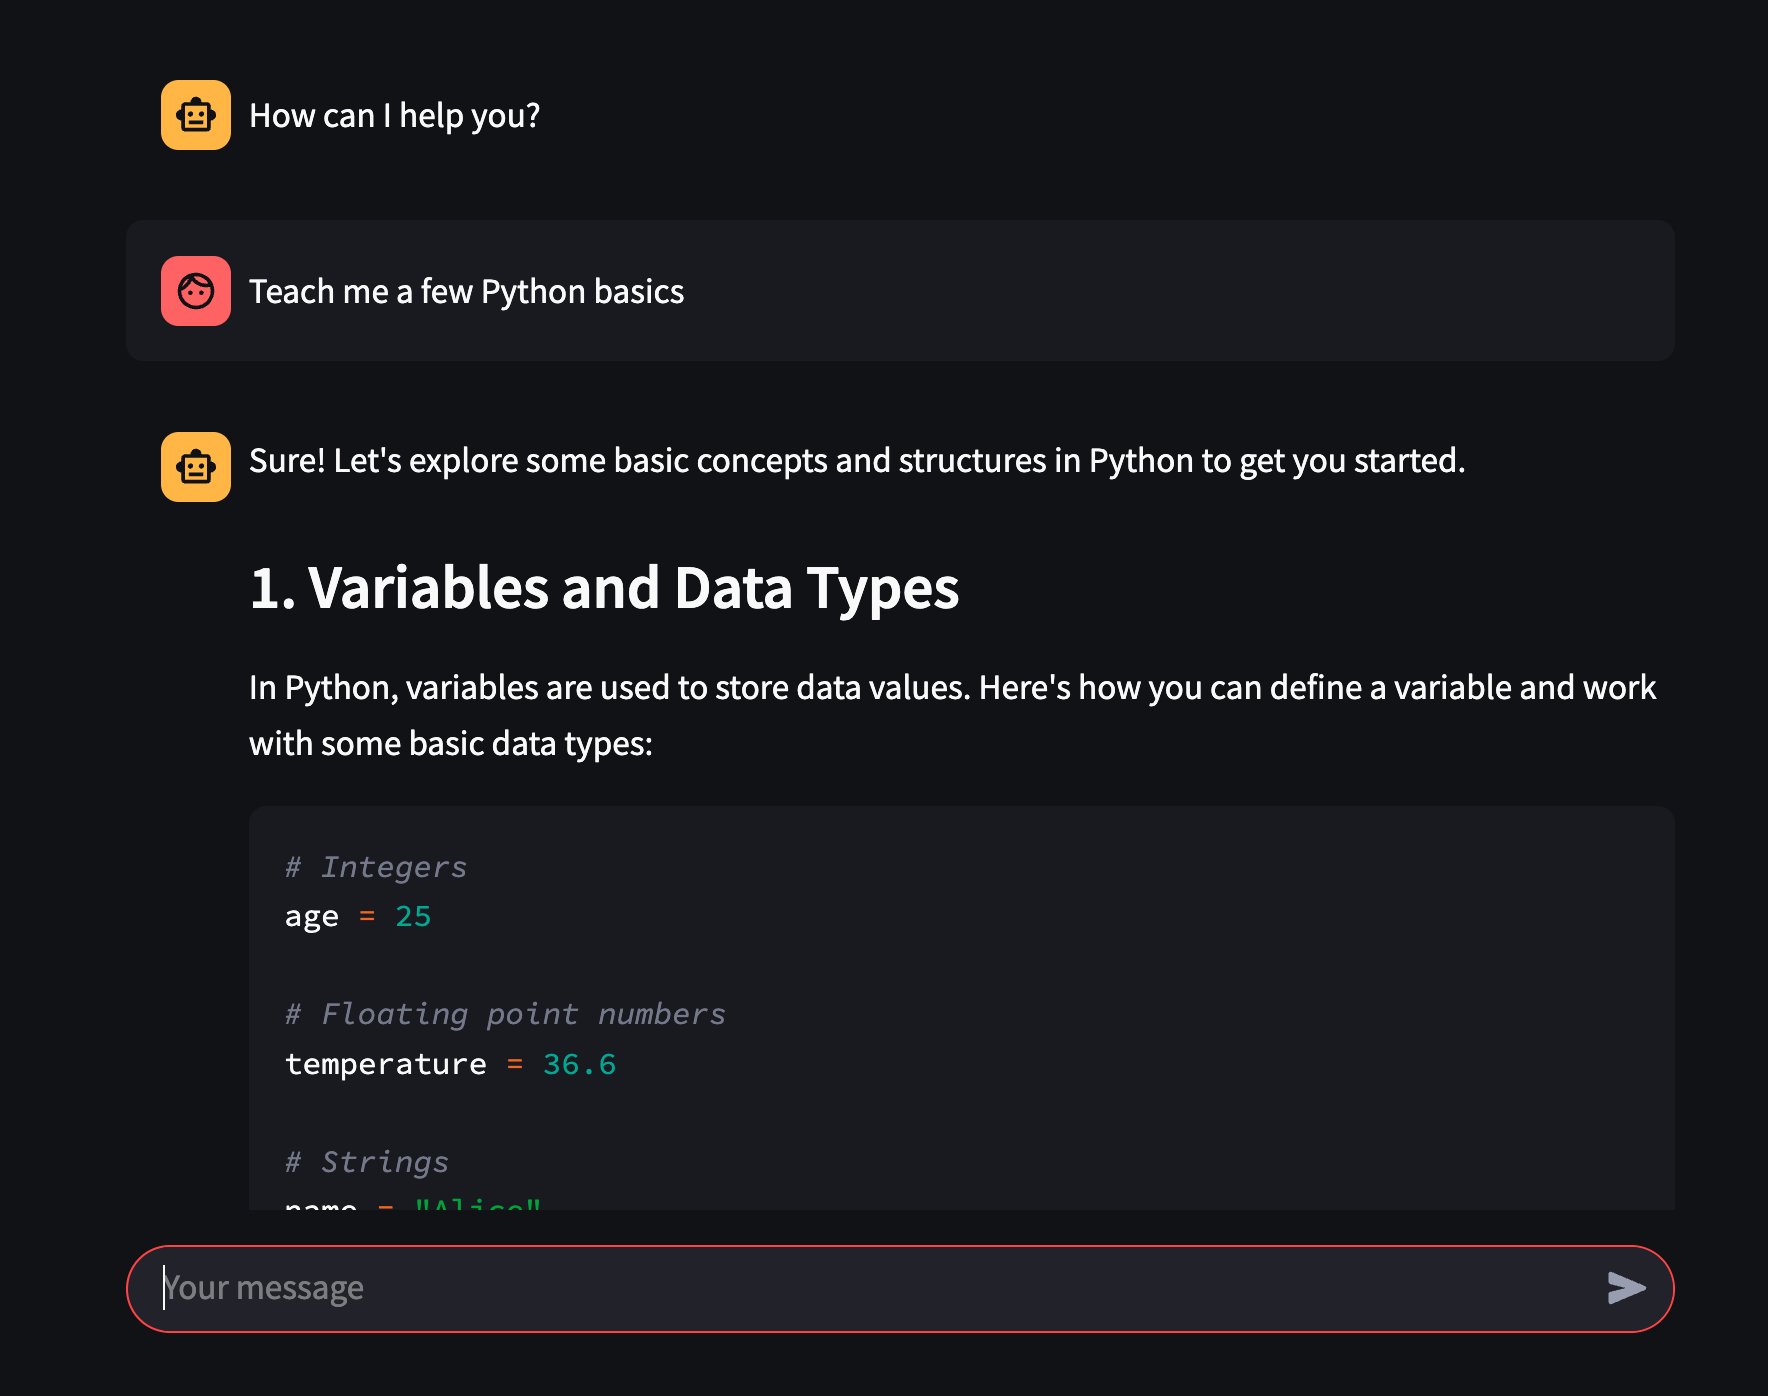 How can I help you?
Teach me a few Python basics
Sure! Let's explore some basic concepts and structures in Python to get you started.
1. Variables and Data Types
In Python, variables are used to store data values. Here's how you can define a variable and work
with some basic data types:
# Integers
age = 25
# Floating point numbers
temperature = 36.6
# Strings
name = "Alice"
Your message